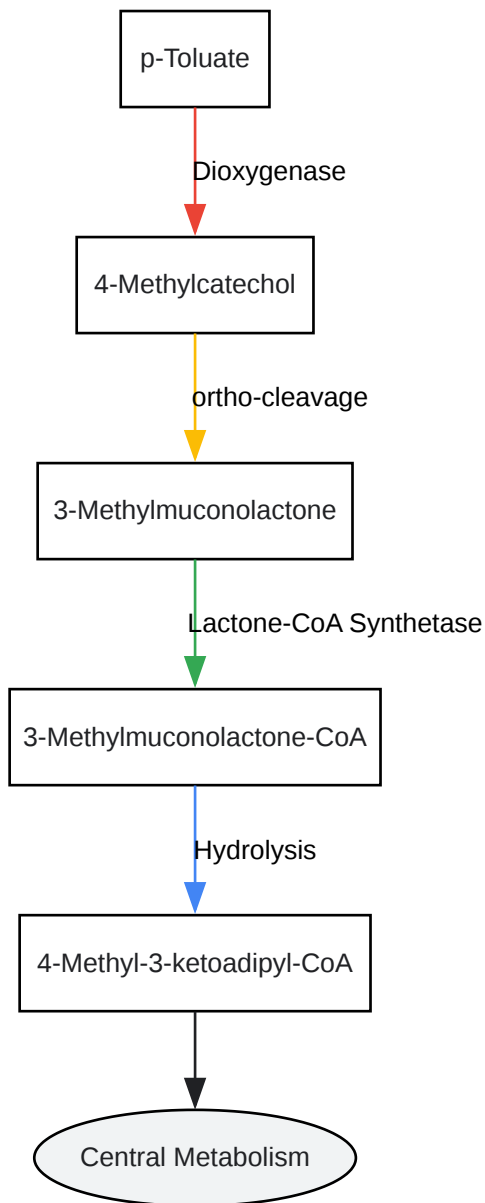 p-Toluate
Dioxygenase
4-Methylcatechol
ortho-cleavage
3-Methylmuconolactone
Lactone-CoA Synthetase
3-Methylmuconolactone-CoA
Hydrolysis
4-Methyl-3-ketoadipyl-CoA
Central Metabolism